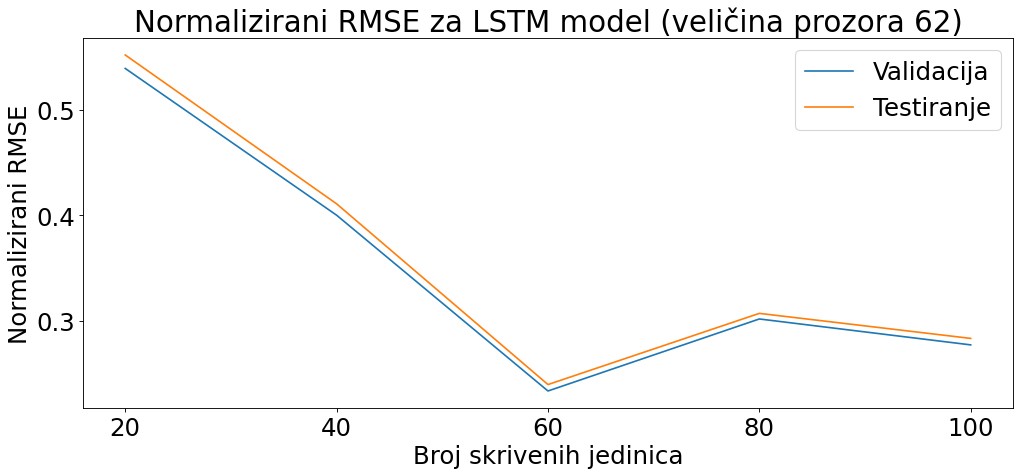 Normalizirani RMSE za LSTM model (veličina prozora 62)
Validacija
Testiranje
Normalizirani RMSE
0.5
0.4
0.3
20 40 60 80 100
Broj skrivenih jedinica